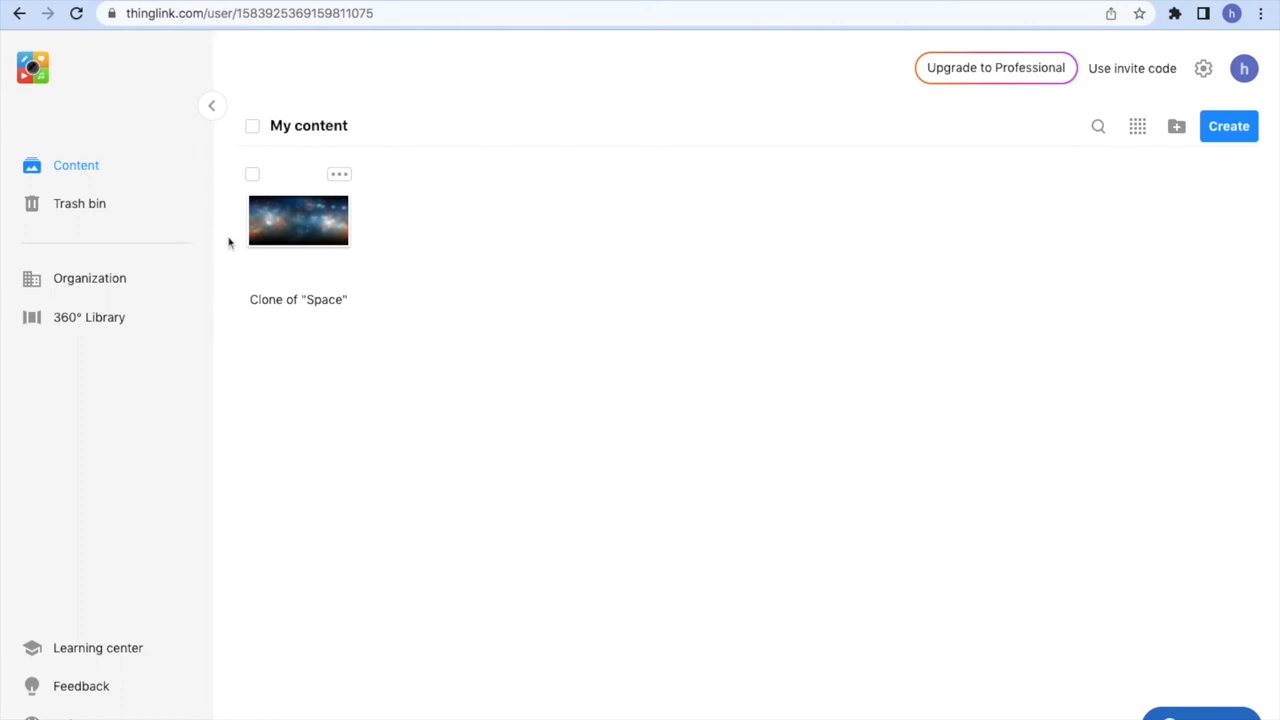 thinglink.com/user/1583925369159811075
h
Upgrade to Professional
Use invite code
h
My content
Create
Content
Trash bin
Clone of "Space"
Organization
360° Library
Learning center
Feedback